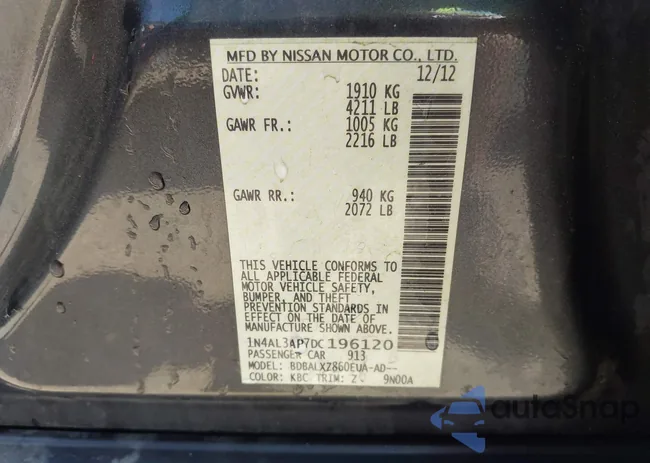 MFD BY NISSAN MOTOR CO., LTD.
DATE: 12/12
GVWR: 1910 KG
4211 LB
GAWR FR.: 1005 KG
2216 LB
GAWR RR.: 940 KG
2072 LB
THIS VEHICLE CONFORMS TO
ALL APPLICABLE FEDERAL
MOTOR VEHICLE SAFETY,
BUMPER, AND THEFT
PREVENTION STANDARDS IN
EFFECT ON THE DATE OF
MANUFACTURE SHOWN ABOVE.
1N4AL3AP7DC196120
PASSENGER CAR 913
MODEL: BDBALXZ860EUA-AD--
COLOR: KBC TRIM: Z 9N00A
autoSnap